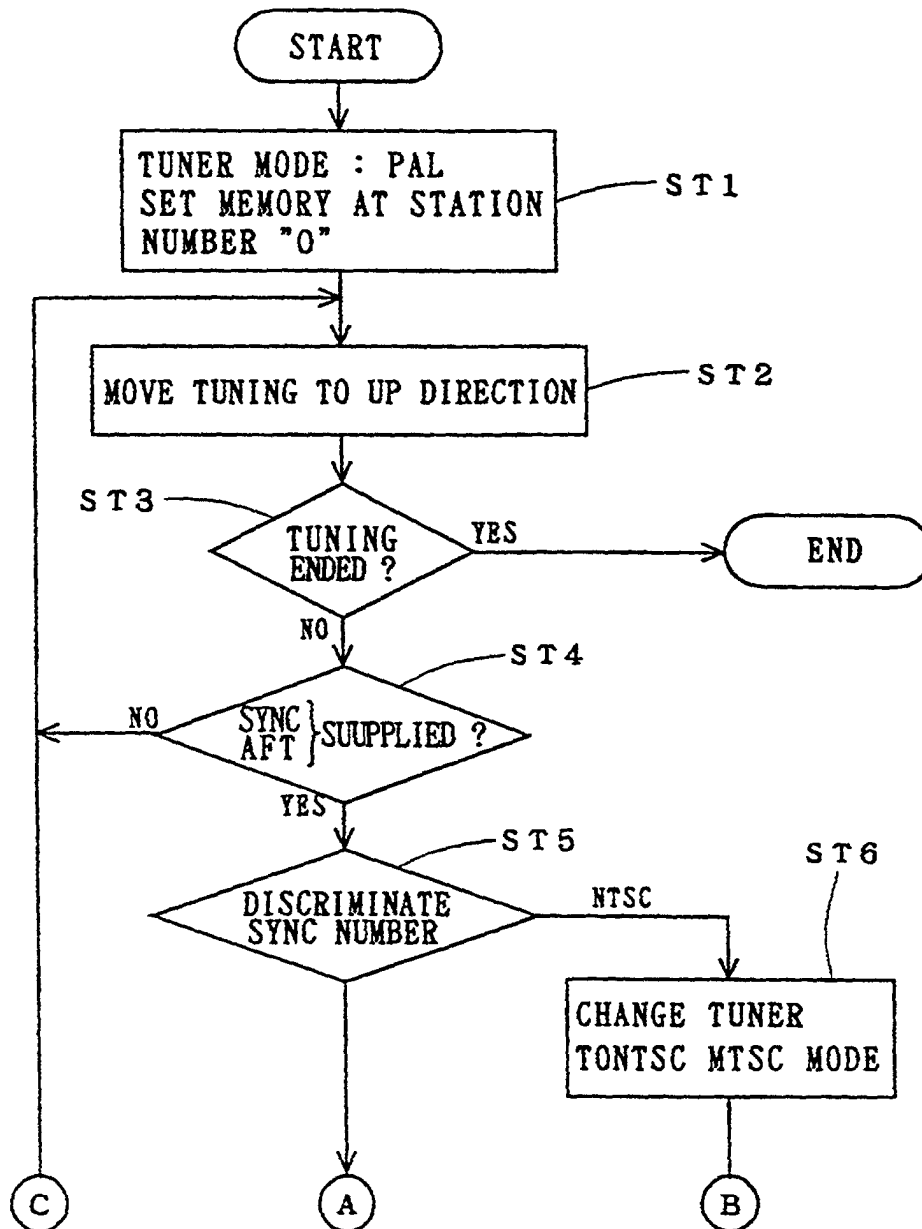 START
TUNER MODE : PAL
SET MEMORY AT STATION
NUMBER "0"
ST1
MOVE TUNING TO UP DIRECTION
ST2
ST3
TUNING
ENDED ?
YES
END
NO
ST4
NO
SYNC
AFT
SUUPPLIED ?
YES
ST5
DISCRIMINATE
SYNC NUMBER
NTSC
ST6
CHANGE TUNER
TONTSC MTSC MODE
C
A
B